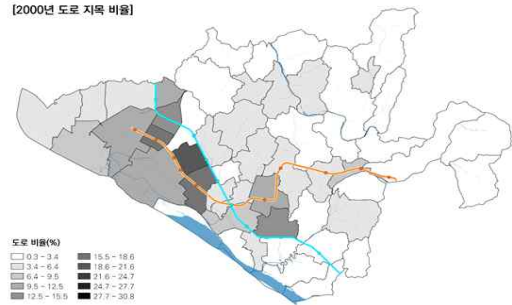 [2000년 도로 지목 비율]
도로 비율(%)
0.3 - 3.4
3.4 - 6.4
6.4 - 9.5
9.5 - 12.5
12.5 - 15.5
15.5 - 18.6
18.6 - 21.6
21.6 - 24.7
24.7 - 27.7
27.7 - 30.8